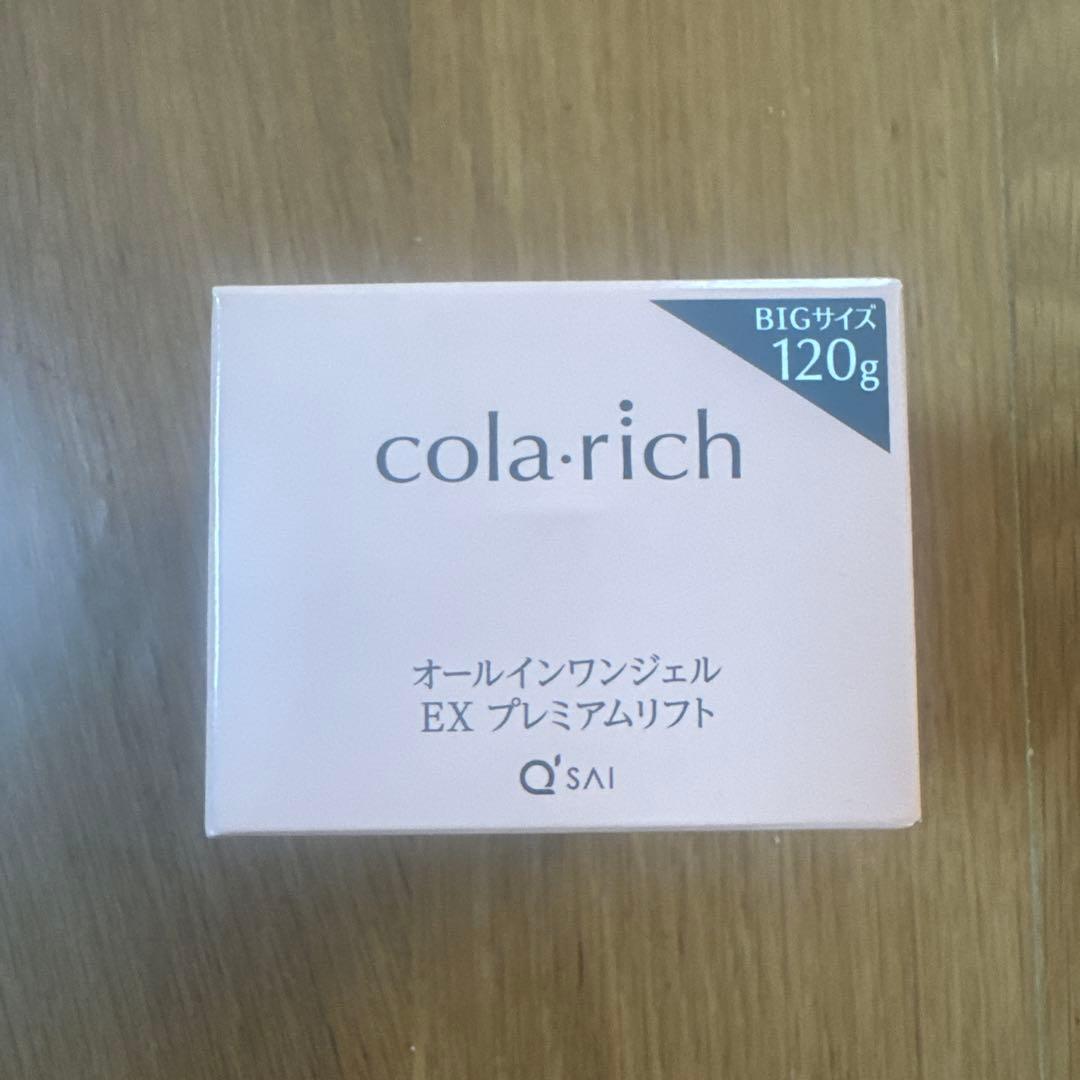 BIGサイズ
120g
cola·rich
オールインワンジェル
EX プレミアムリフト
Q'SAI